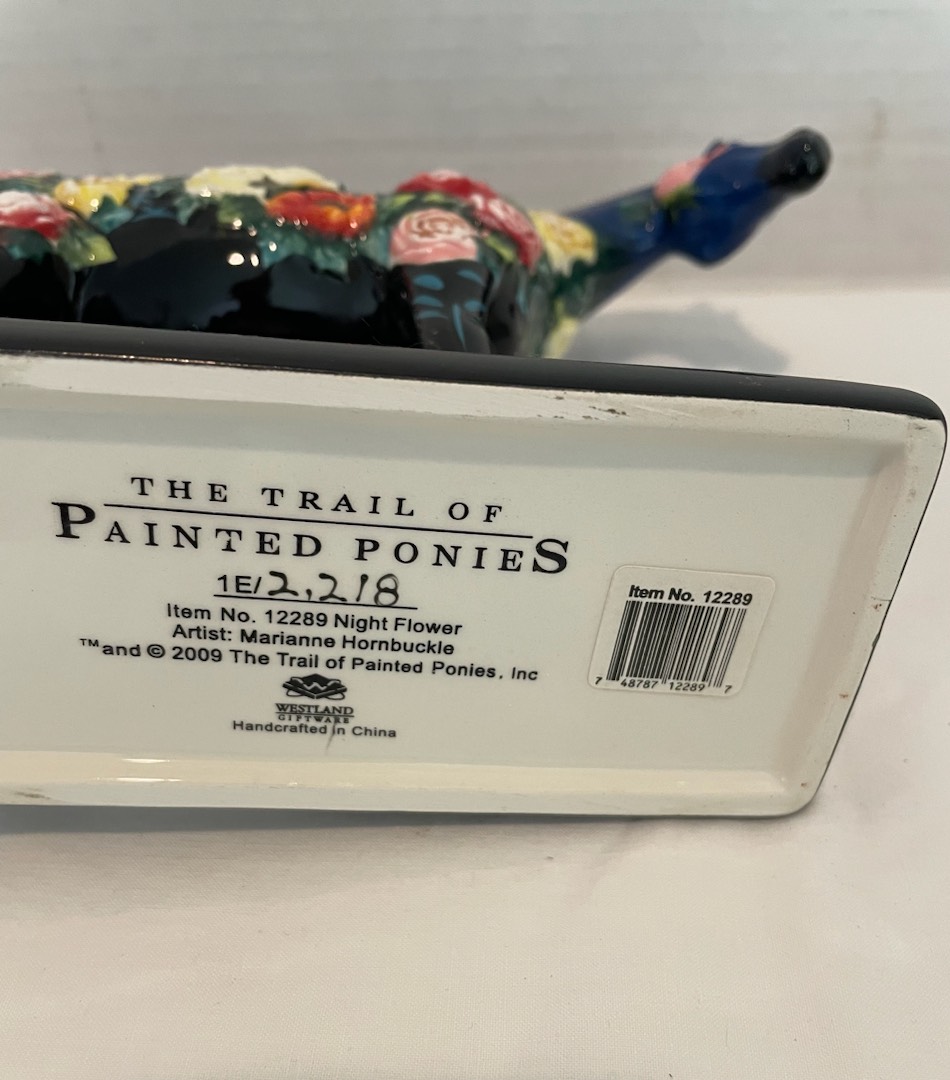 THE TRAIL OF
PAINTED PONIES
1E/2,218
Item No. 12289 Night Flower
Artist: Marianne Hornbuckle
™and © 2009 The Trail of Painted Ponies, Inc
WESTLAND
GIFTWARE
Handcrafted in China
Item No. 12289
7 48787 12289 7